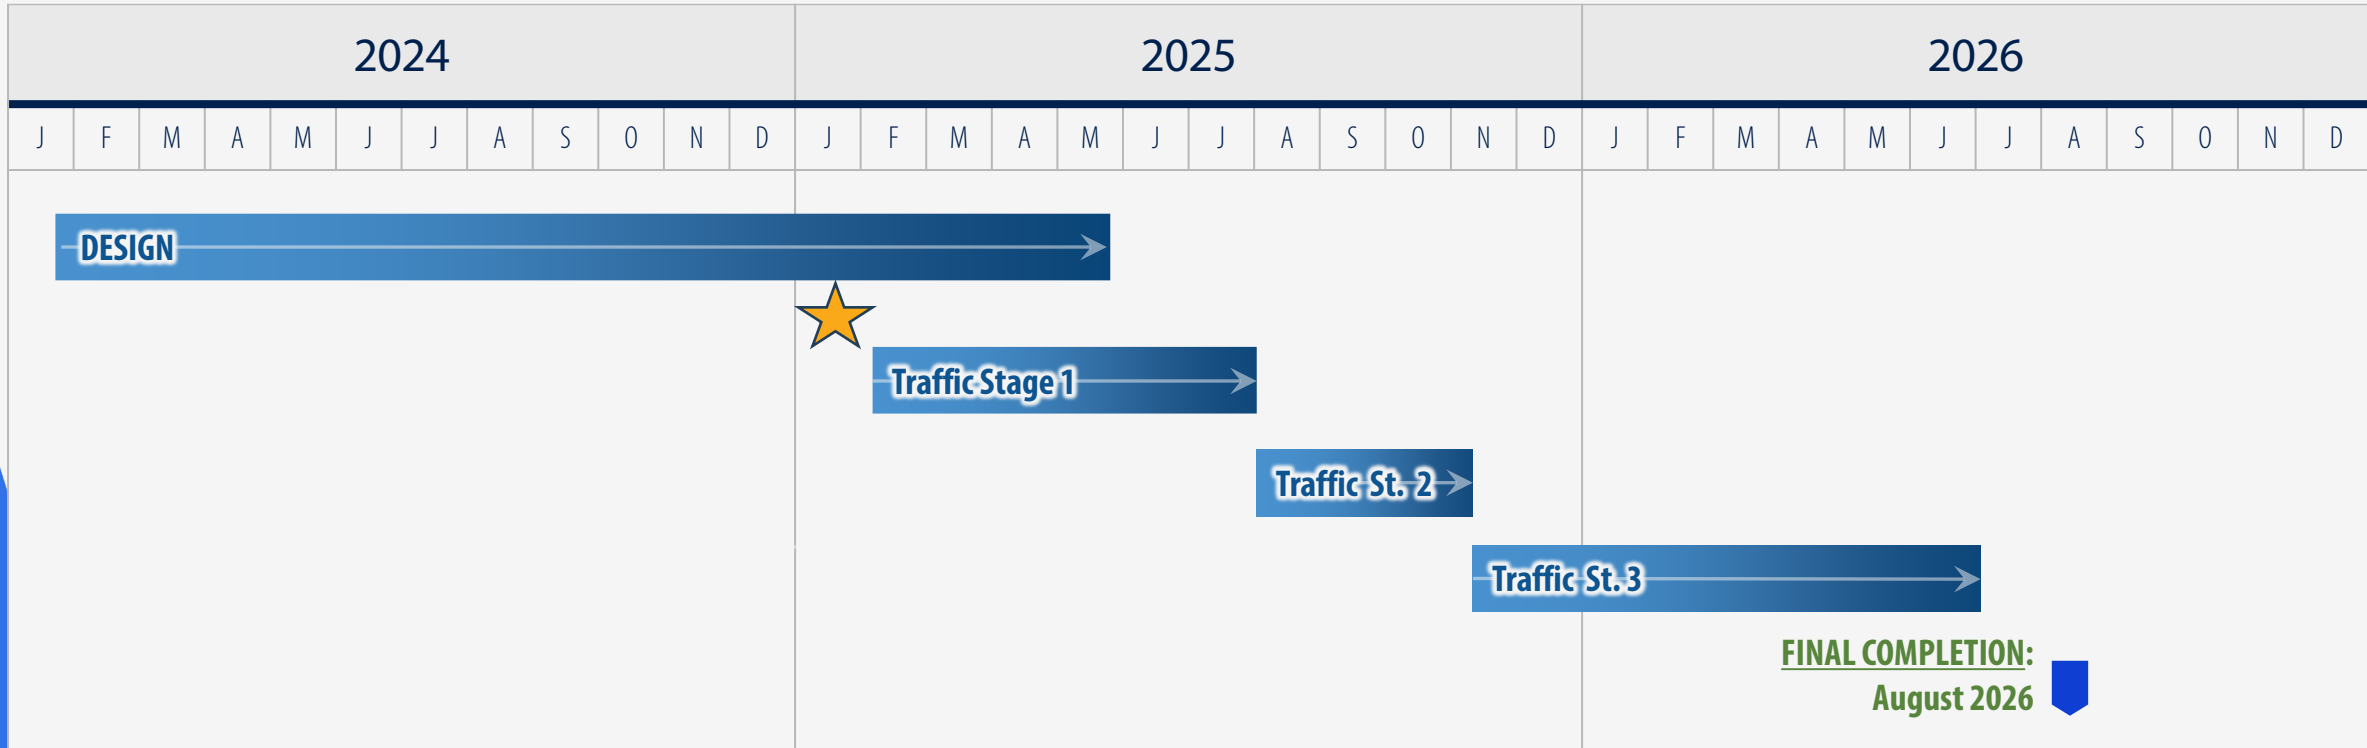 2024 2025 2026
J F M A M J J A S O N D J F M A M J J A S O N D J F M A M J J A S O N D
DESIGN
Traffic Stage 1
Traffic St. 2
Traffic St. 3
FINAL COMPLETION:
August 2026